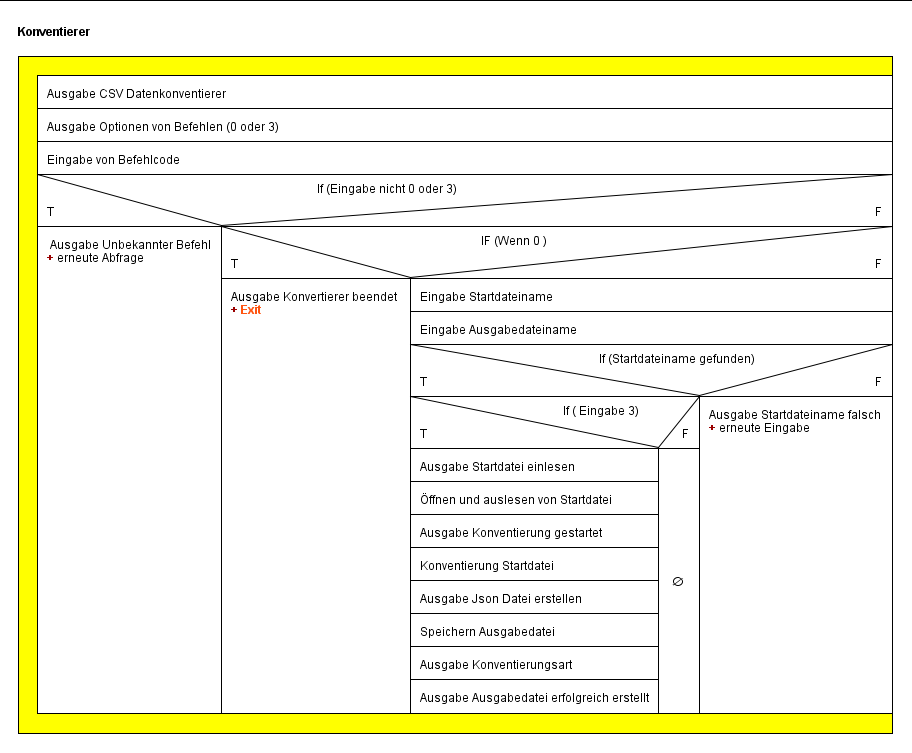 Konventierer
Ausgabe CSV Datenkonventierer
Ausgabe Optionen von Befehlen (0 oder 3)
Eingabe von Befehlcode
If (Eingabe nicht 0 oder 3)
T
F
Ausgabe Unbekannter Befehl
+ erneute Abfrage
IF (Wenn 0 )
T
F
Ausgabe Konvertierer beendet
+ Exit
Eingabe Startdateiname
Eingabe Ausgabedateiname
If (Startdateiname gefunden)
T
F
If ( Eingabe 3)
T
F
Ausgabe Startdateiname falsch
+ erneute Eingabe
Ausgabe Startdatei einlesen
Öffnen und auslesen von Startdatei
Ausgabe Konventierung gestartet
Konventierung Startdatei
Ausgabe Json Datei erstellen
Speichern Ausgabedatei
Ausgabe Konventierungsart
Ausgabe Ausgabedatei erfolgreich erstellt
∅